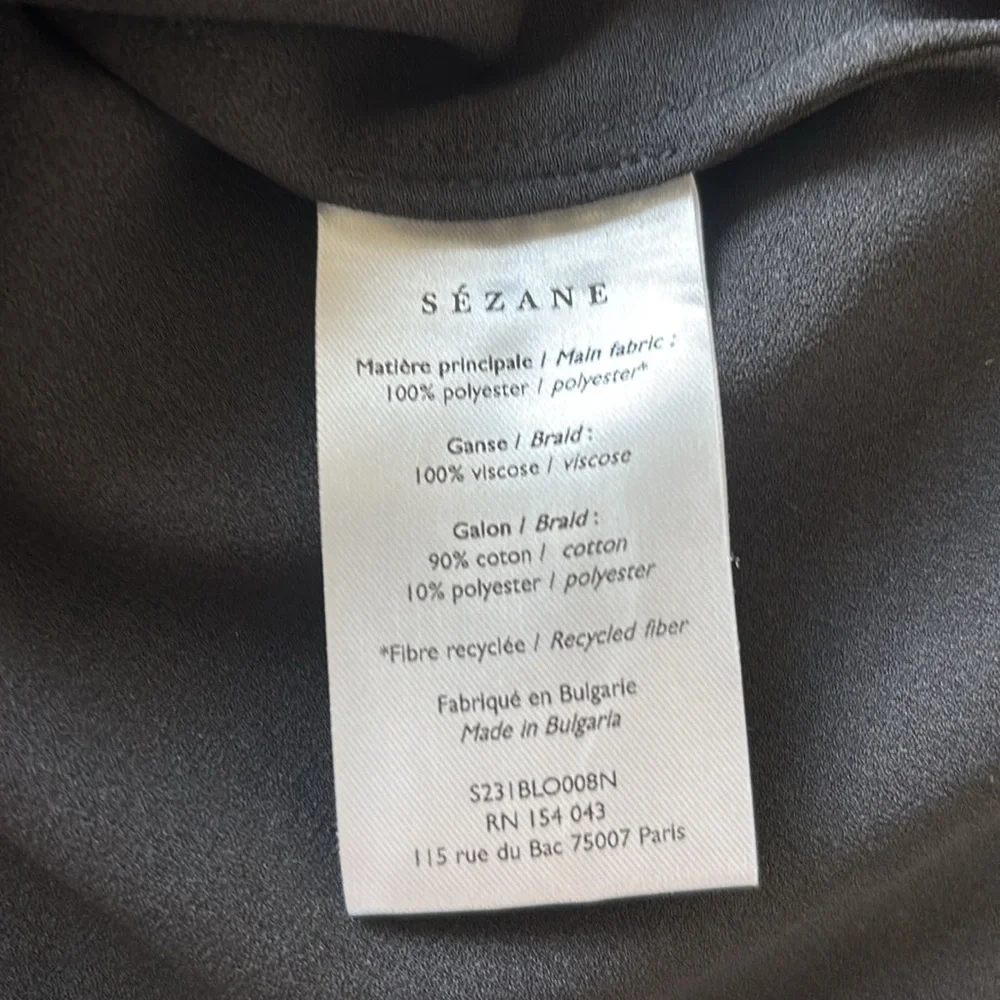 SÉZANE
Matière principale / Main fabric :
100% polyester / polyester*
Ganse / Braid :
100% viscose / viscose
Galon / Braid :
90% coton / cotton
10% polyester / polyester
*Fibre recyclée / Recycled fiber
Fabriqué en Bulgarie
Made in Bulgaria
S231BLO008N
RN 154 043
115 rue du Bac 75007 Paris